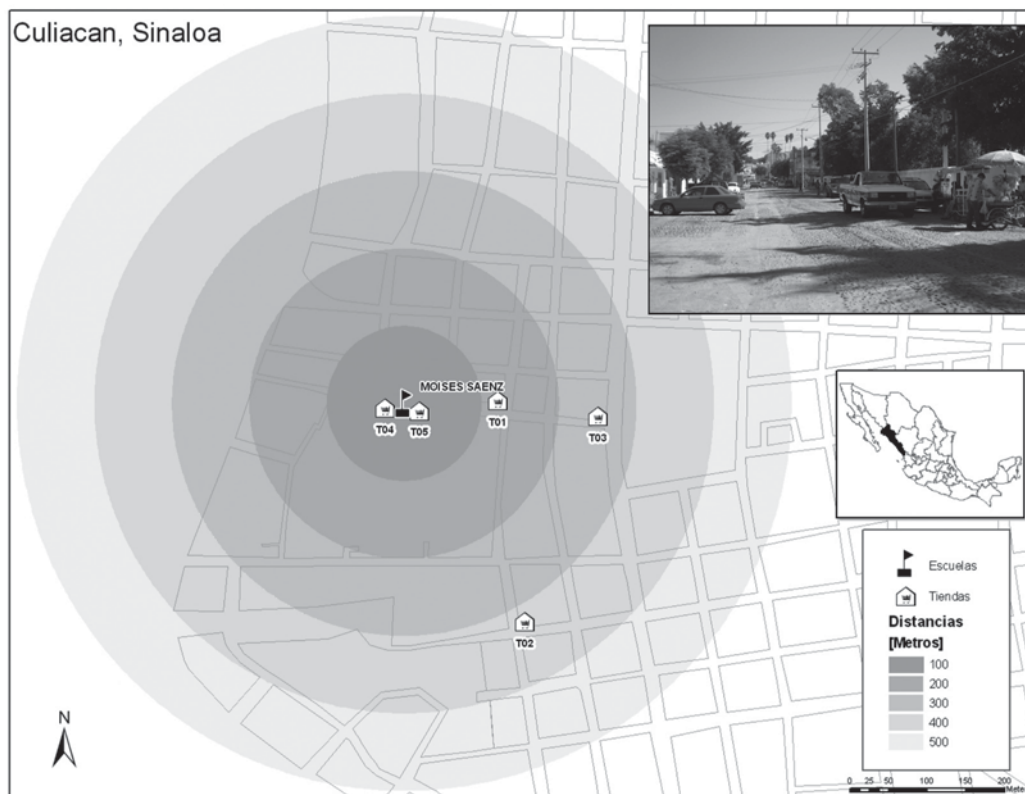 Culiacan, Sinaloa
MOISES SAENZ
T04
T05
T01
T03
T02
Escuelas
Tiendas
Distancias
[Metros]
100
200
300
400
500
N
0 25 50 100 150 200
Mete